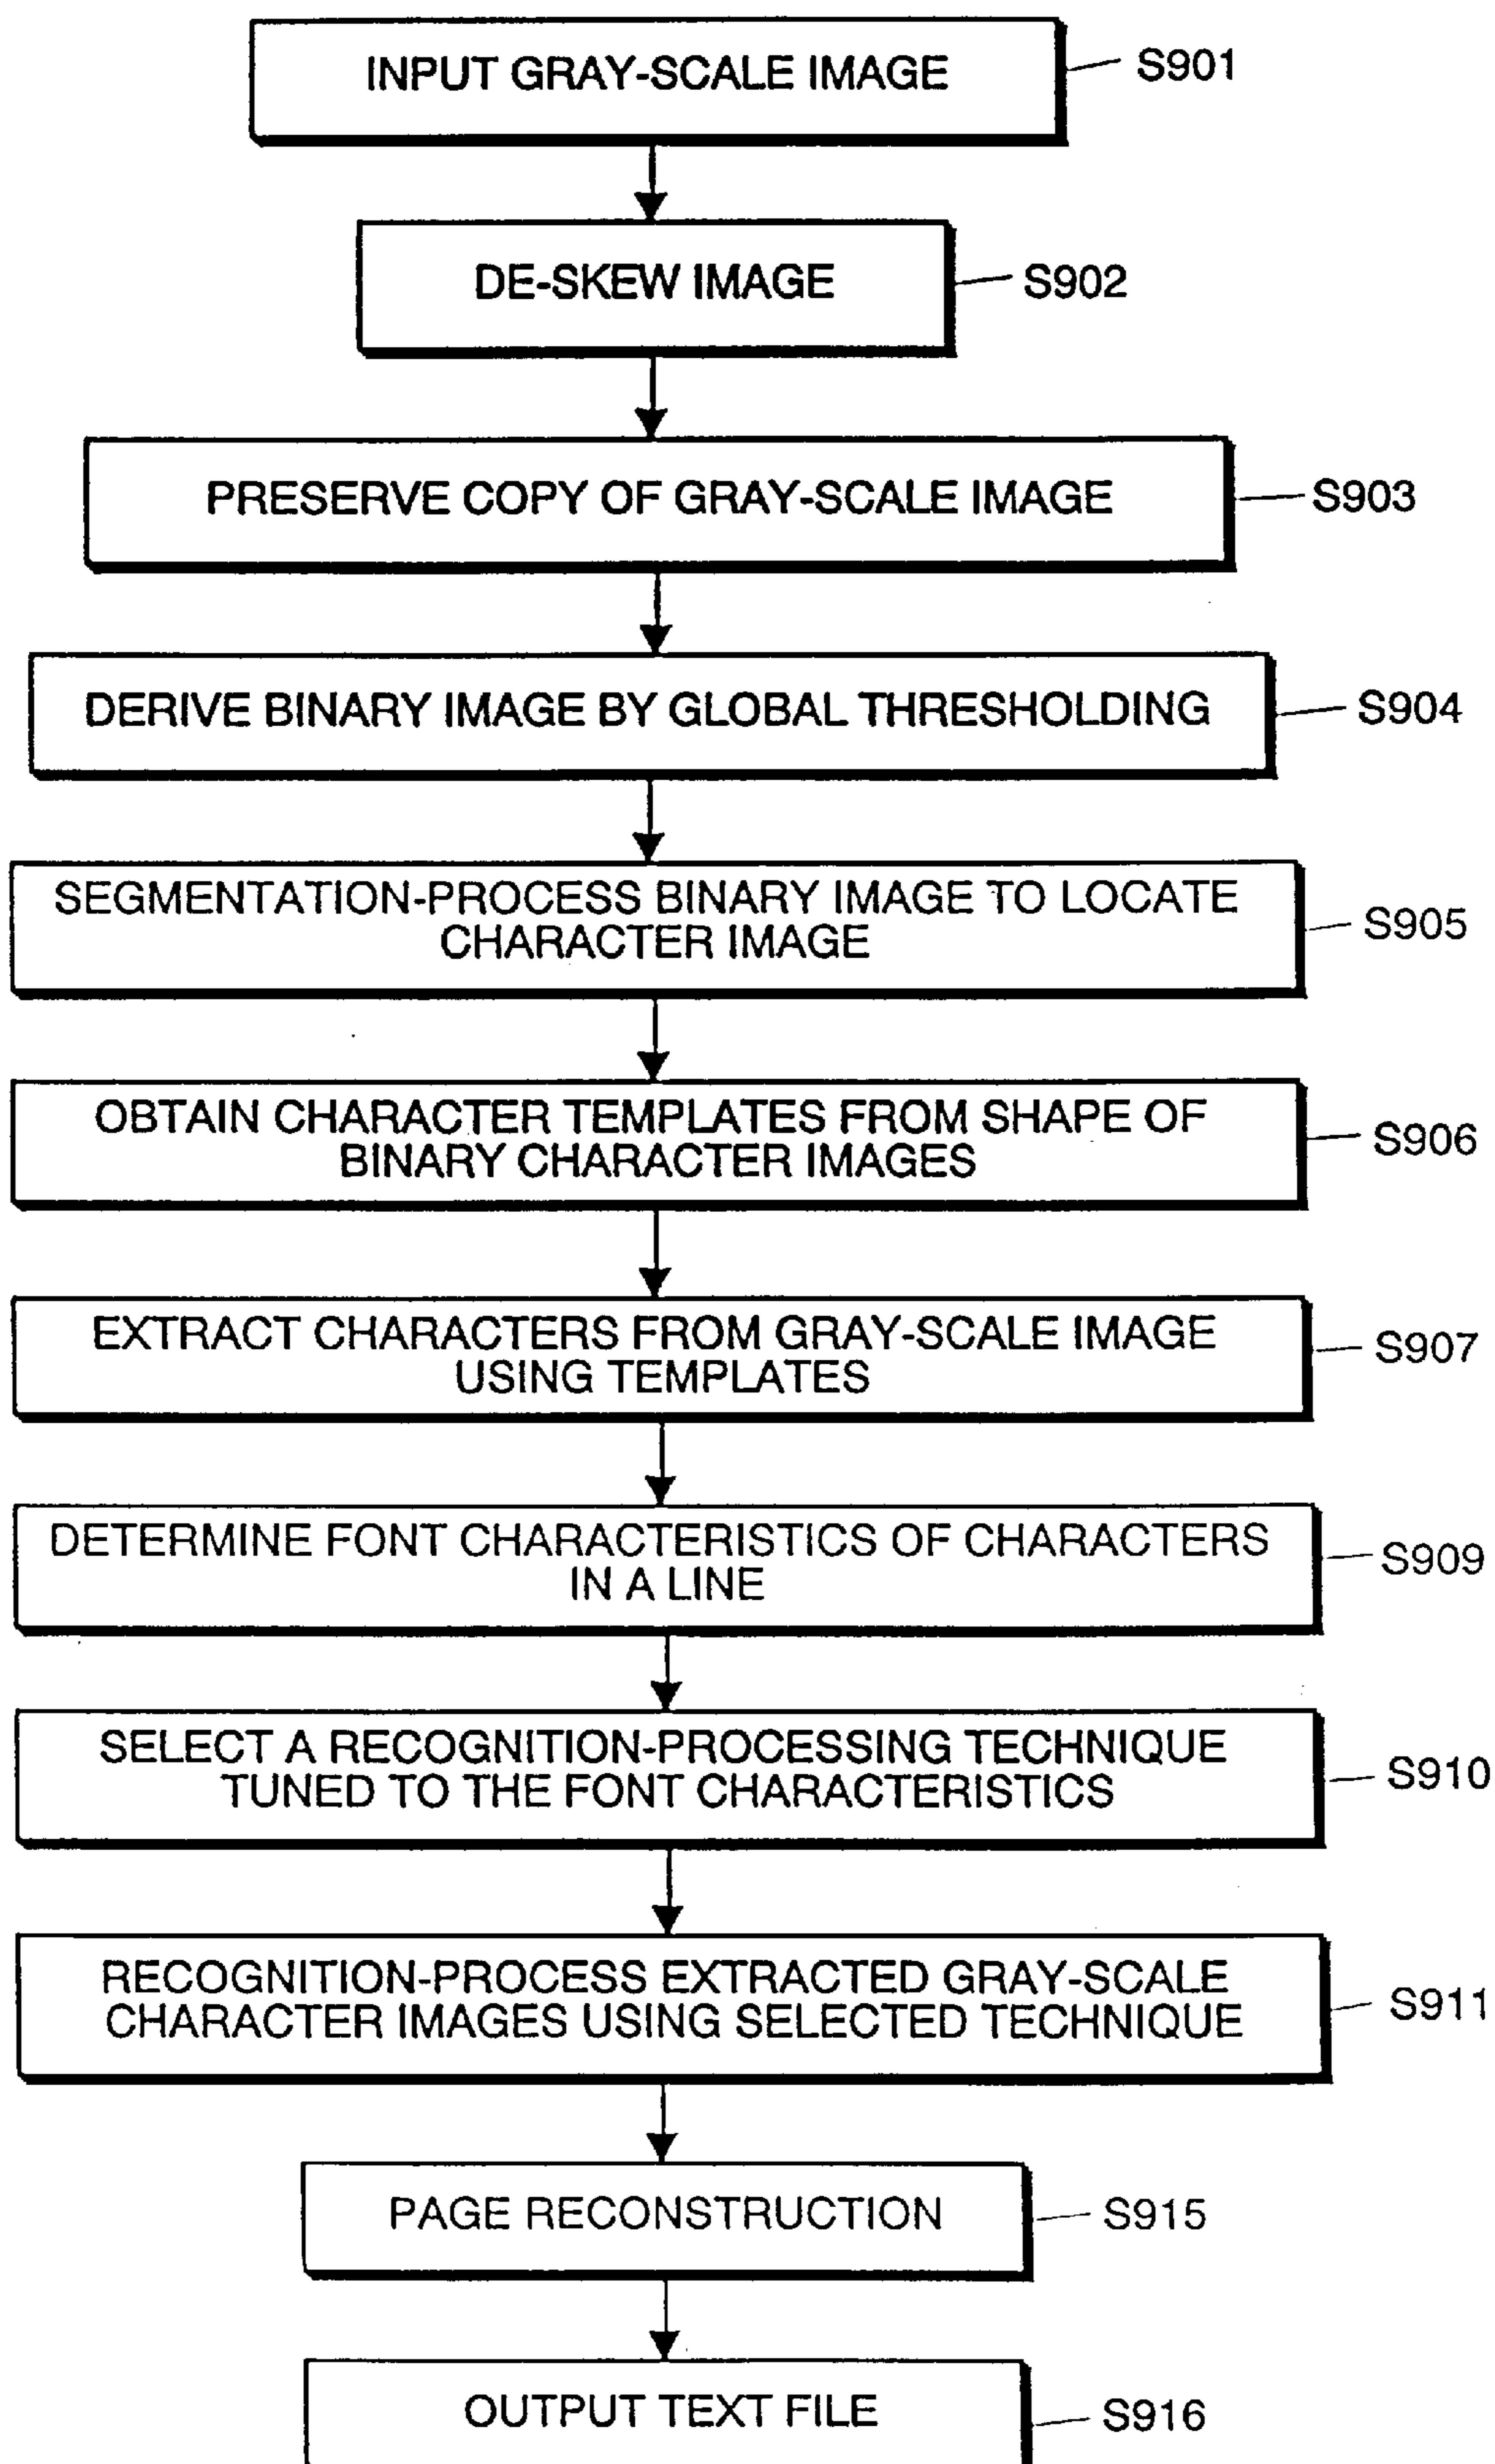 INPUT GRAY-SCALE IMAGE
S901
DE-SKEW IMAGE
S902
PRESERVE COPY OF GRAY-SCALE IMAGE
S903
DERIVE BINARY IMAGE BY GLOBAL THRESHOLDING
S904
SEGMENTATION-PROCESS BINARY IMAGE TO LOCATE
CHARACTER IMAGE
S905
OBTAIN CHARACTER TEMPLATES FROM SHAPE OF
BINARY CHARACTER IMAGES
S906
EXTRACT CHARACTERS FROM GRAY-SCALE IMAGE
USING TEMPLATES
S907
DETERMINE FONT CHARACTERISTICS OF CHARACTERS
IN A LINE
S909
SELECT A RECOGNITION-PROCESSING TECHNIQUE
TUNED TO THE FONT CHARACTERISTICS
S910
RECOGNITION-PROCESS EXTRACTED GRAY-SCALE
CHARACTER IMAGES USING SELECTED TECHNIQUE
S911
PAGE RECONSTRUCTION
S915
OUTPUT TEXT FILE
S916